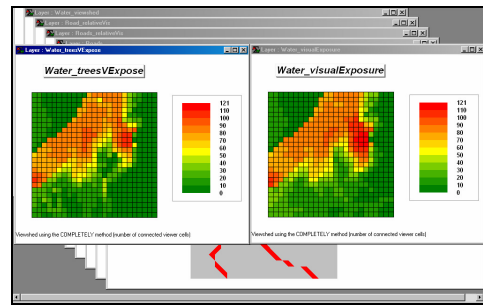 Layer : Water_viewshed
Layer : Road_relativeVis
Layer : Roads_relativeVis
Layer : Roads
Layer : Water_treesVExpose
Layer : Water_visualExposure
Water_treesVExpose
121
110
100
90
80
70
60
50
40
30
20
10
0
Viewshed using the COMPLETELY method (number of connected viewer cells)
Water_visualExposure
121
110
100
90
80
70
60
50
40
30
20
10
0
Viewshed using the COMPLETELY method (number of connected viewer cells)